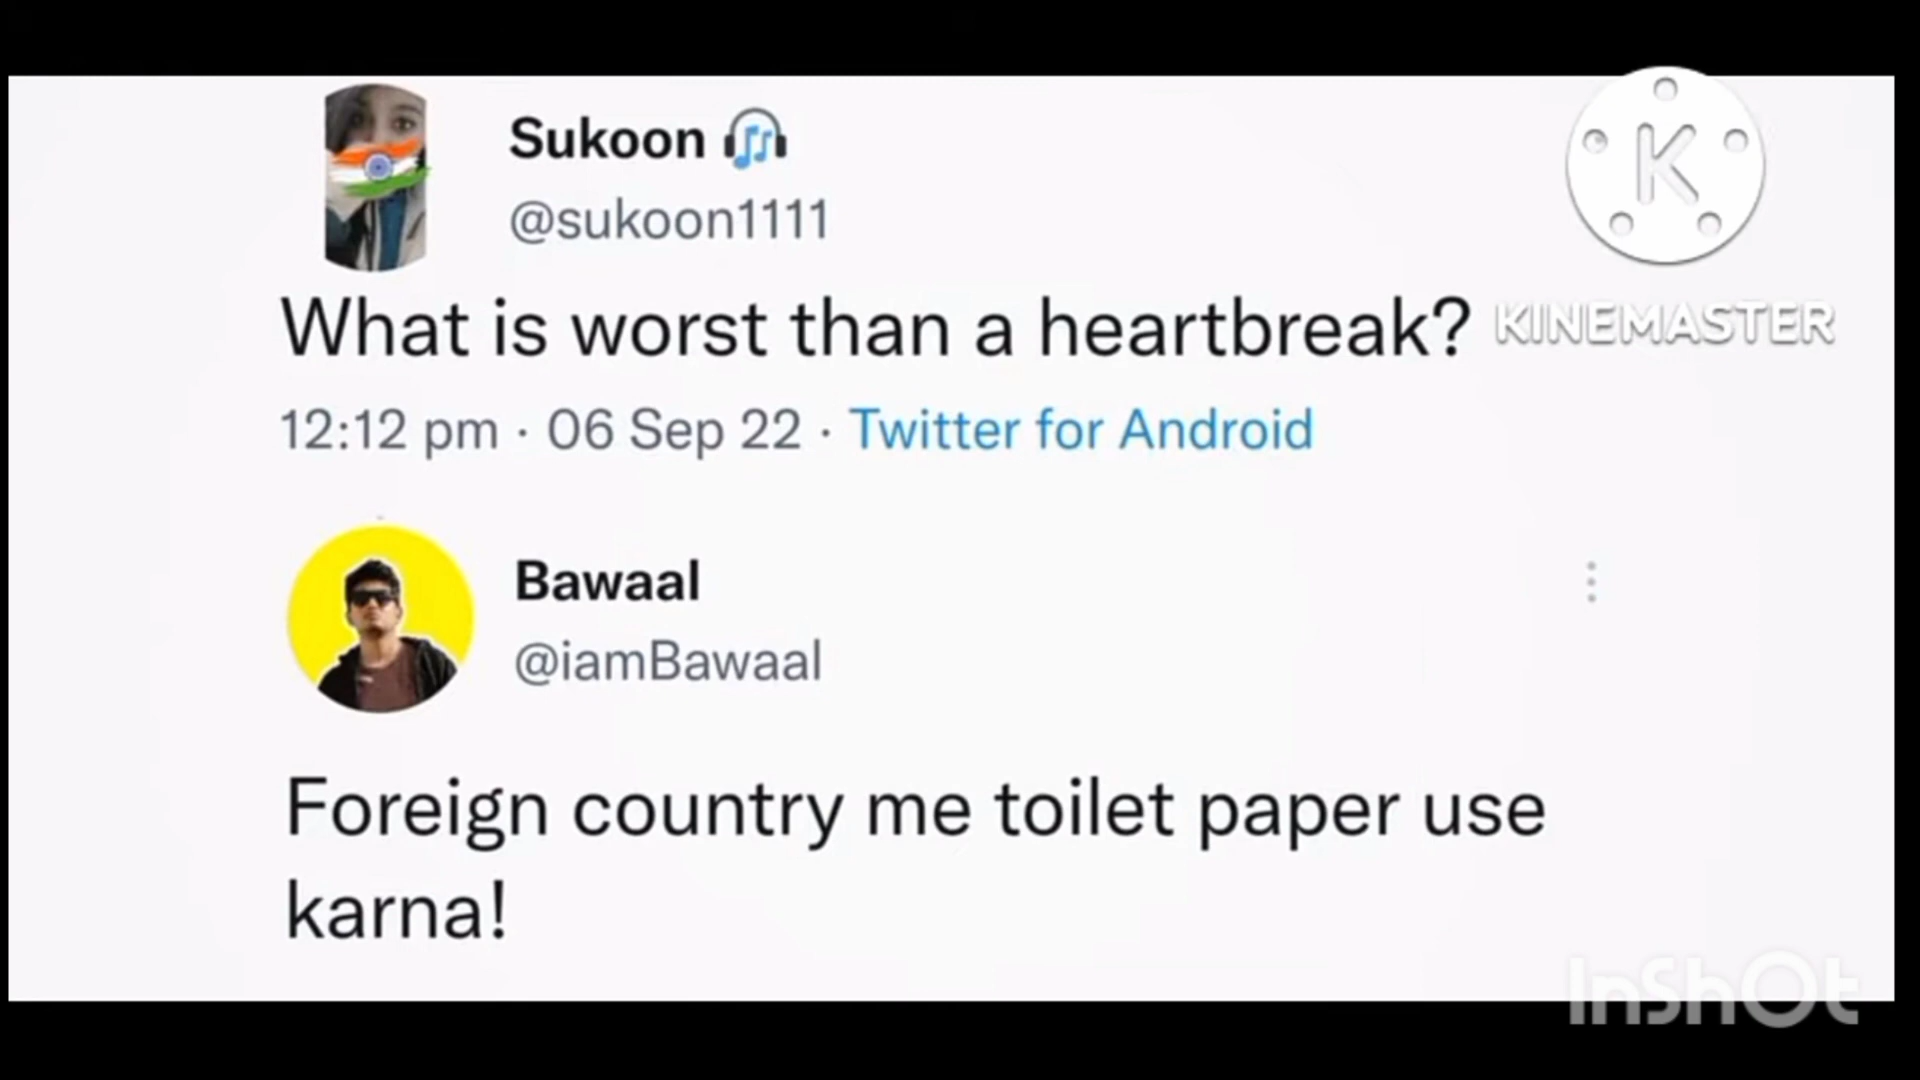 Sukoon
@sukoon1111
What is worst than a heartbreak?
12:12 pm · 06 Sep 22 · Twitter for Android
Bawaal
@iamBawaal
Foreign country me toilet paper use
karna!
K
KINEMASTER
InShOt